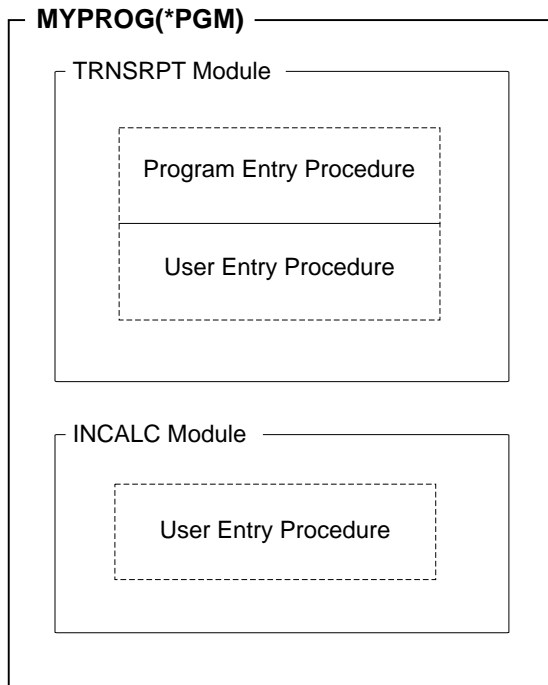 MYPROG(*PGM)
TRNSRPT Module
Program Entry Procedure
User Entry Procedure
INCALC Module
User Entry Procedure